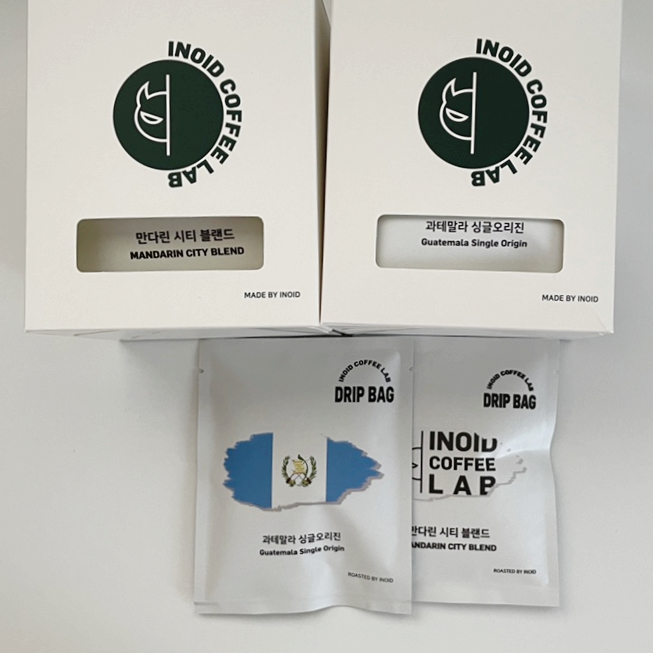 INOID COFFEE LAB
만다린 시티 블랜드
MANDARIN CITY BLEND
MADE BY INOID
INOID COFFEE LAB
과테말라 싱글오리진
Guatemala Single Origin
MADE BY INOID
INOID COFFEE LAB
DRIP BAG
과테말라 싱글오리진
Guatemala Single Origin
ROASTED BY INOID
INOID COFFEE LAB
DRIP BAG
INOID
COFFEE
LAB
만다린 시티 블랜드
ANDARIN CITY BLEND
ROASTED BY INOID